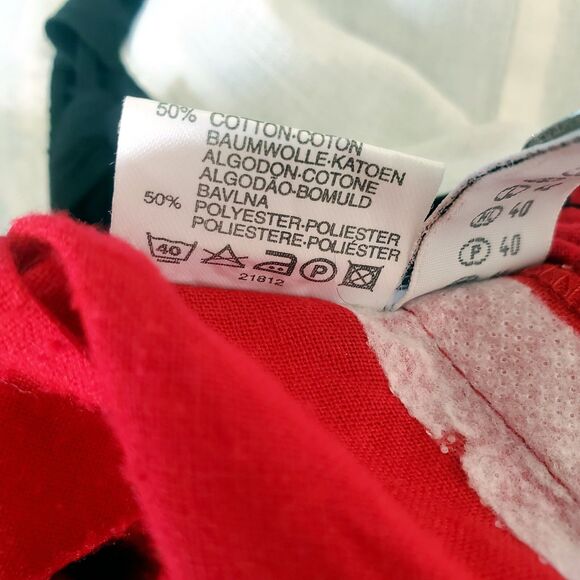 50% COTTON•COTON
BAUMWOLLE•KATOEN
ALGODON•COTONE
ALGODÃO•BOMULD
BAVLNA
50% POLYESTER•POLIESTER
POLIESTERE•POLIÉSTER
40 P
21812
40
P 40